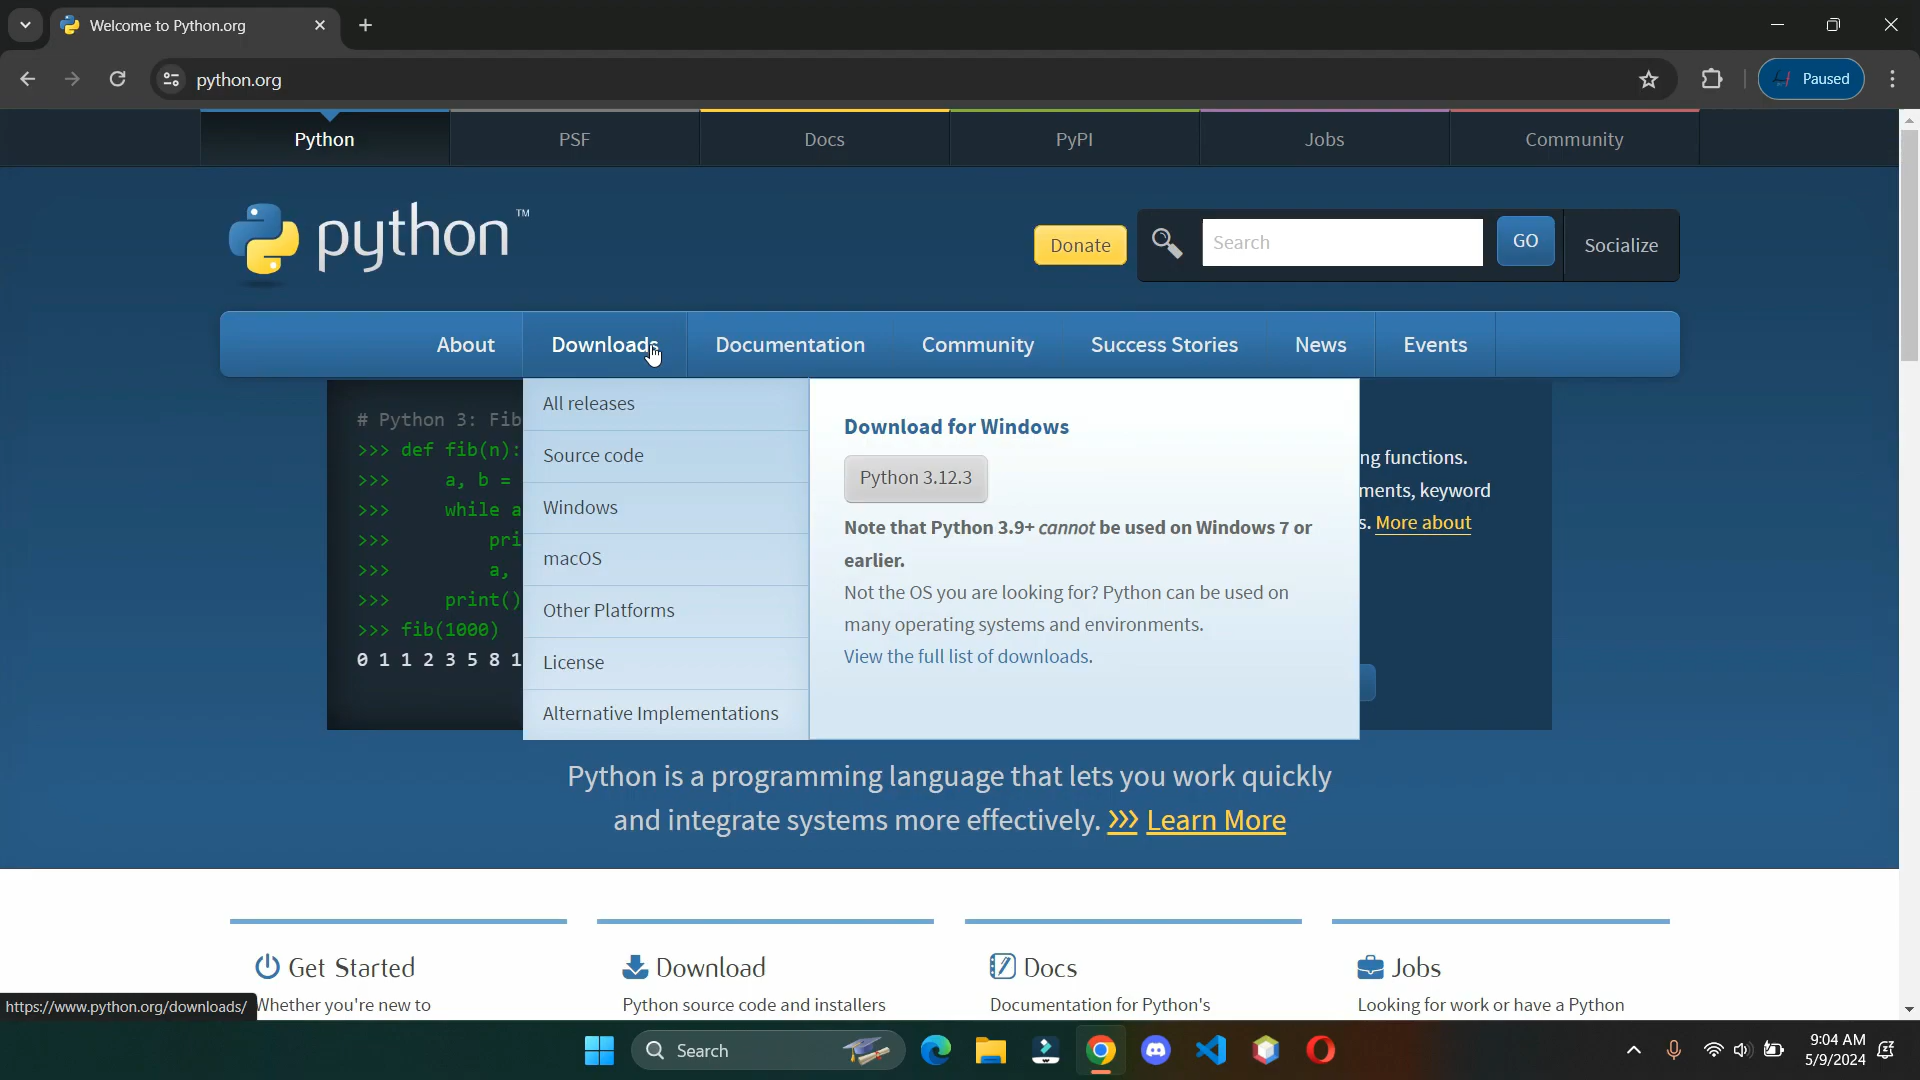 Welcome to Python.org
python.org
Paused
Python
PSF
Docs
PyPI
Jobs
Community
python™
Donate
Search
GO
Socialize
About
Downloads
Documentation
Community
Success Stories
News
Events
All releases
Source code
Windows
macOS
Other Platforms
License
Alternative Implementations
Download for Windows
Python 3.12.3
Note that Python 3.9+ cannot be used on Windows 7 or
earlier.
Not the OS you are looking for? Python can be used on
many operating systems and environments.
View the full list of downloads.
# Python 3: Fib
>>> def fib(n):
>>> a, b =
>>> while a
>>> pri
>>> a,
>>> print()
>>> fib(1000)
0 1 1 2 3 5 8 1
ng functions.
ments, keyword
s. More about
Python is a programming language that lets you work quickly
and integrate systems more effectively. >>> Learn More
Get Started
Whether you're new to
Download
Python source code and installers
Docs
Documentation for Python's
Jobs
Looking for work or have a Python
https://www.python.org/downloads/
Search
9:04 AM
5/9/2024